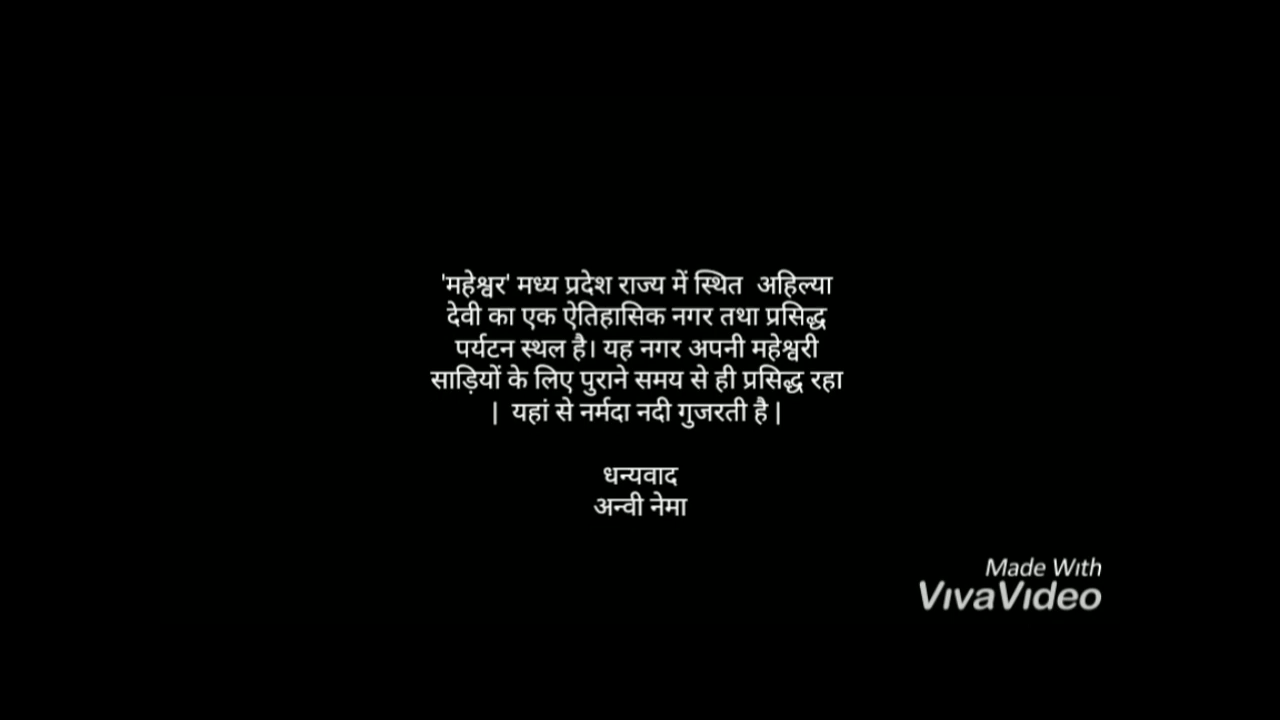 'महेश्वर' मध्य प्रदेश राज्य में स्थित  अहिल्या
देवी का एक ऐतिहासिक नगर तथा प्रसिद्ध
पर्यटन स्थल है। यह नगर अपनी महेश्वरी
साड़ियों के लिए पुराने समय से ही प्रसिद्ध रहा
|  यहां से नर्मदा नदी गुजरती है |
धन्यवाद
अन्वी नेमा
Made With
VivaVideo